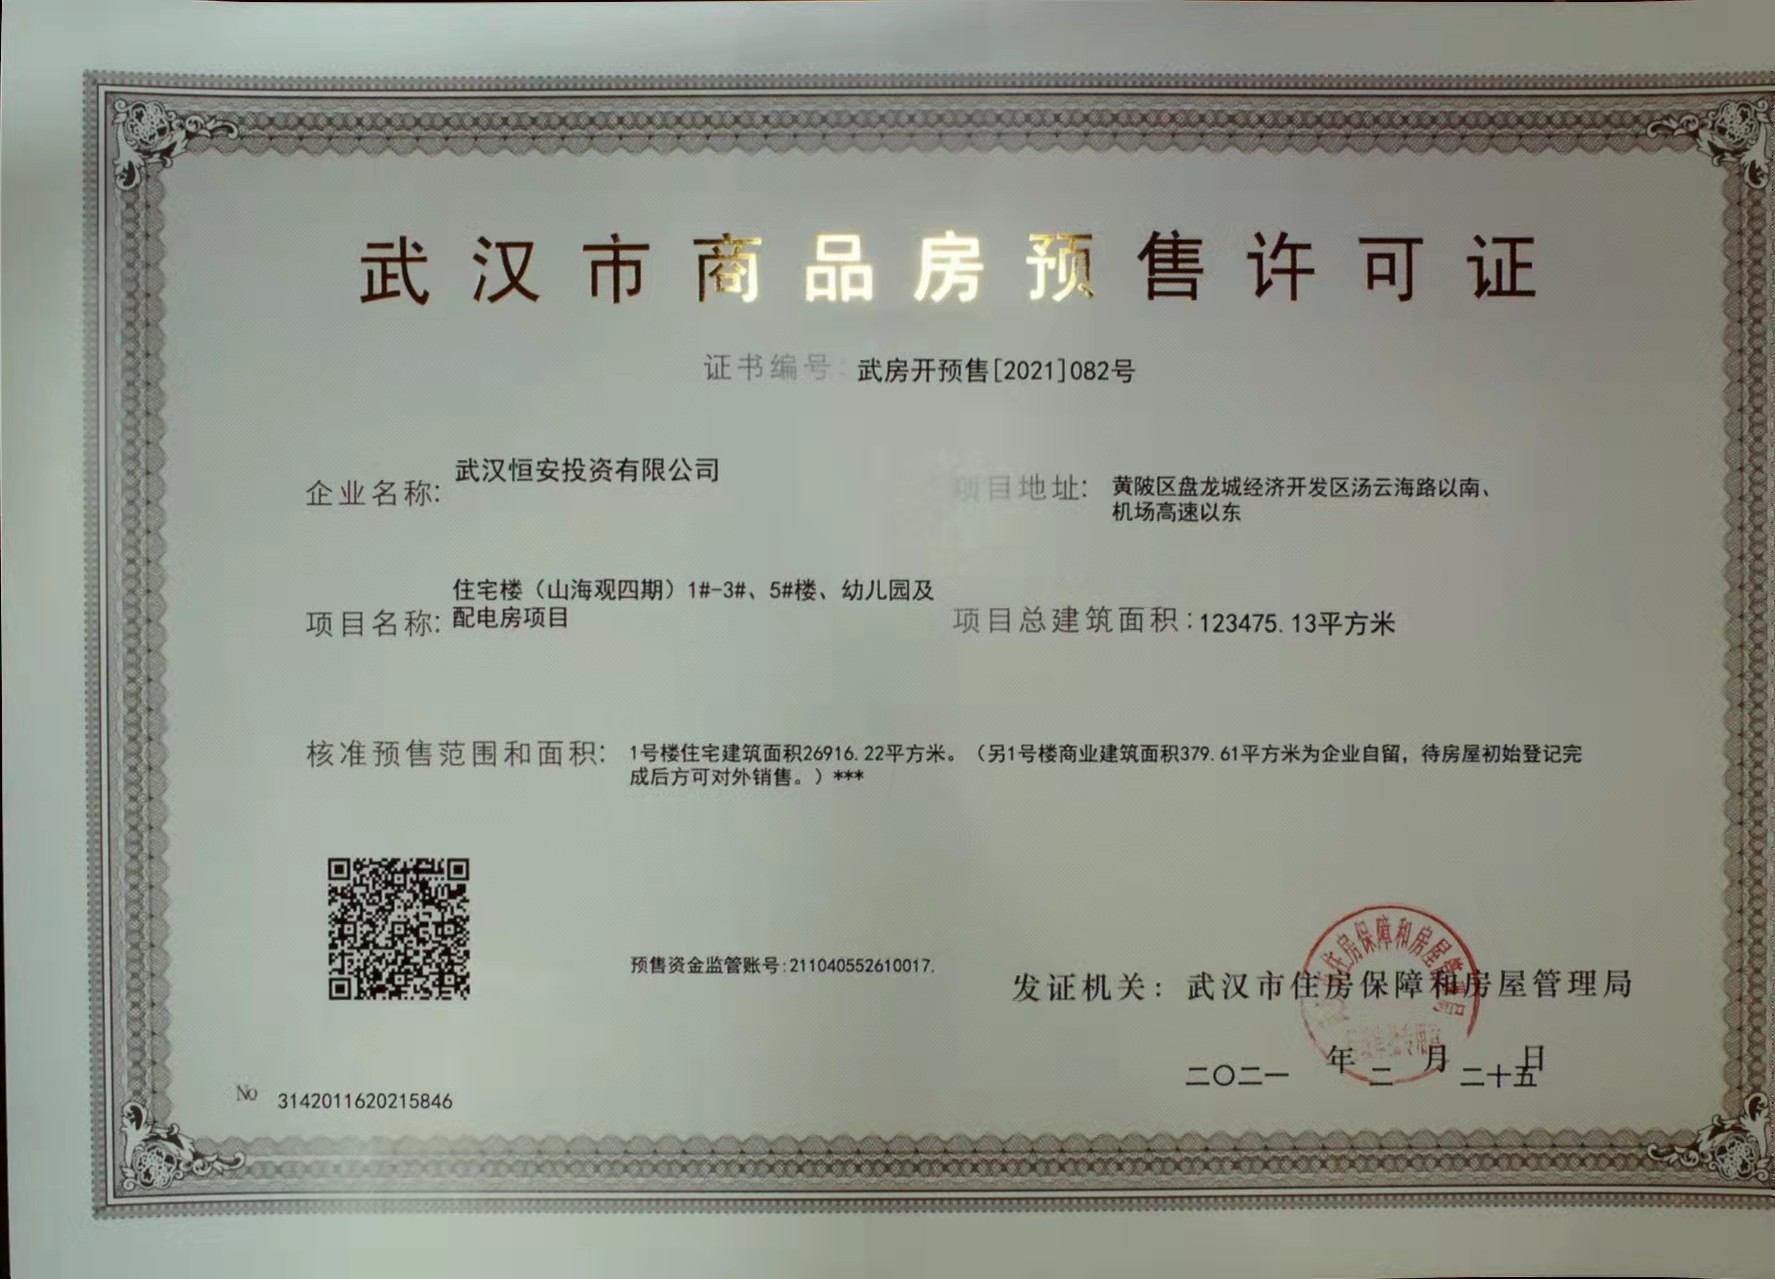 武汉市商品房预售许可证
证书编号: 武房开预售[2021]082号
企业名称: 武汉恒安投资有限公司
项目地址: 黄陂区盘龙城经济开发区汤云海路以南、
机场高速以东
项目名称: 住宅楼（山海观四期）1#-3#、5#楼、幼儿园及
配电房项目
项目总建筑面积: 123475.13平方米
核准预售范围和面积: 1号楼住宅建筑面积26916.22平方米。（另1号楼商业建筑面积379.61平方米为企业自留，待房屋初始登记完
成后方可对外销售。）***
预售资金监管账号:211040552610017.
发证机关: 武汉市住房保障和房屋管理局
二〇二一年二月二十五日
No 3142011620215846